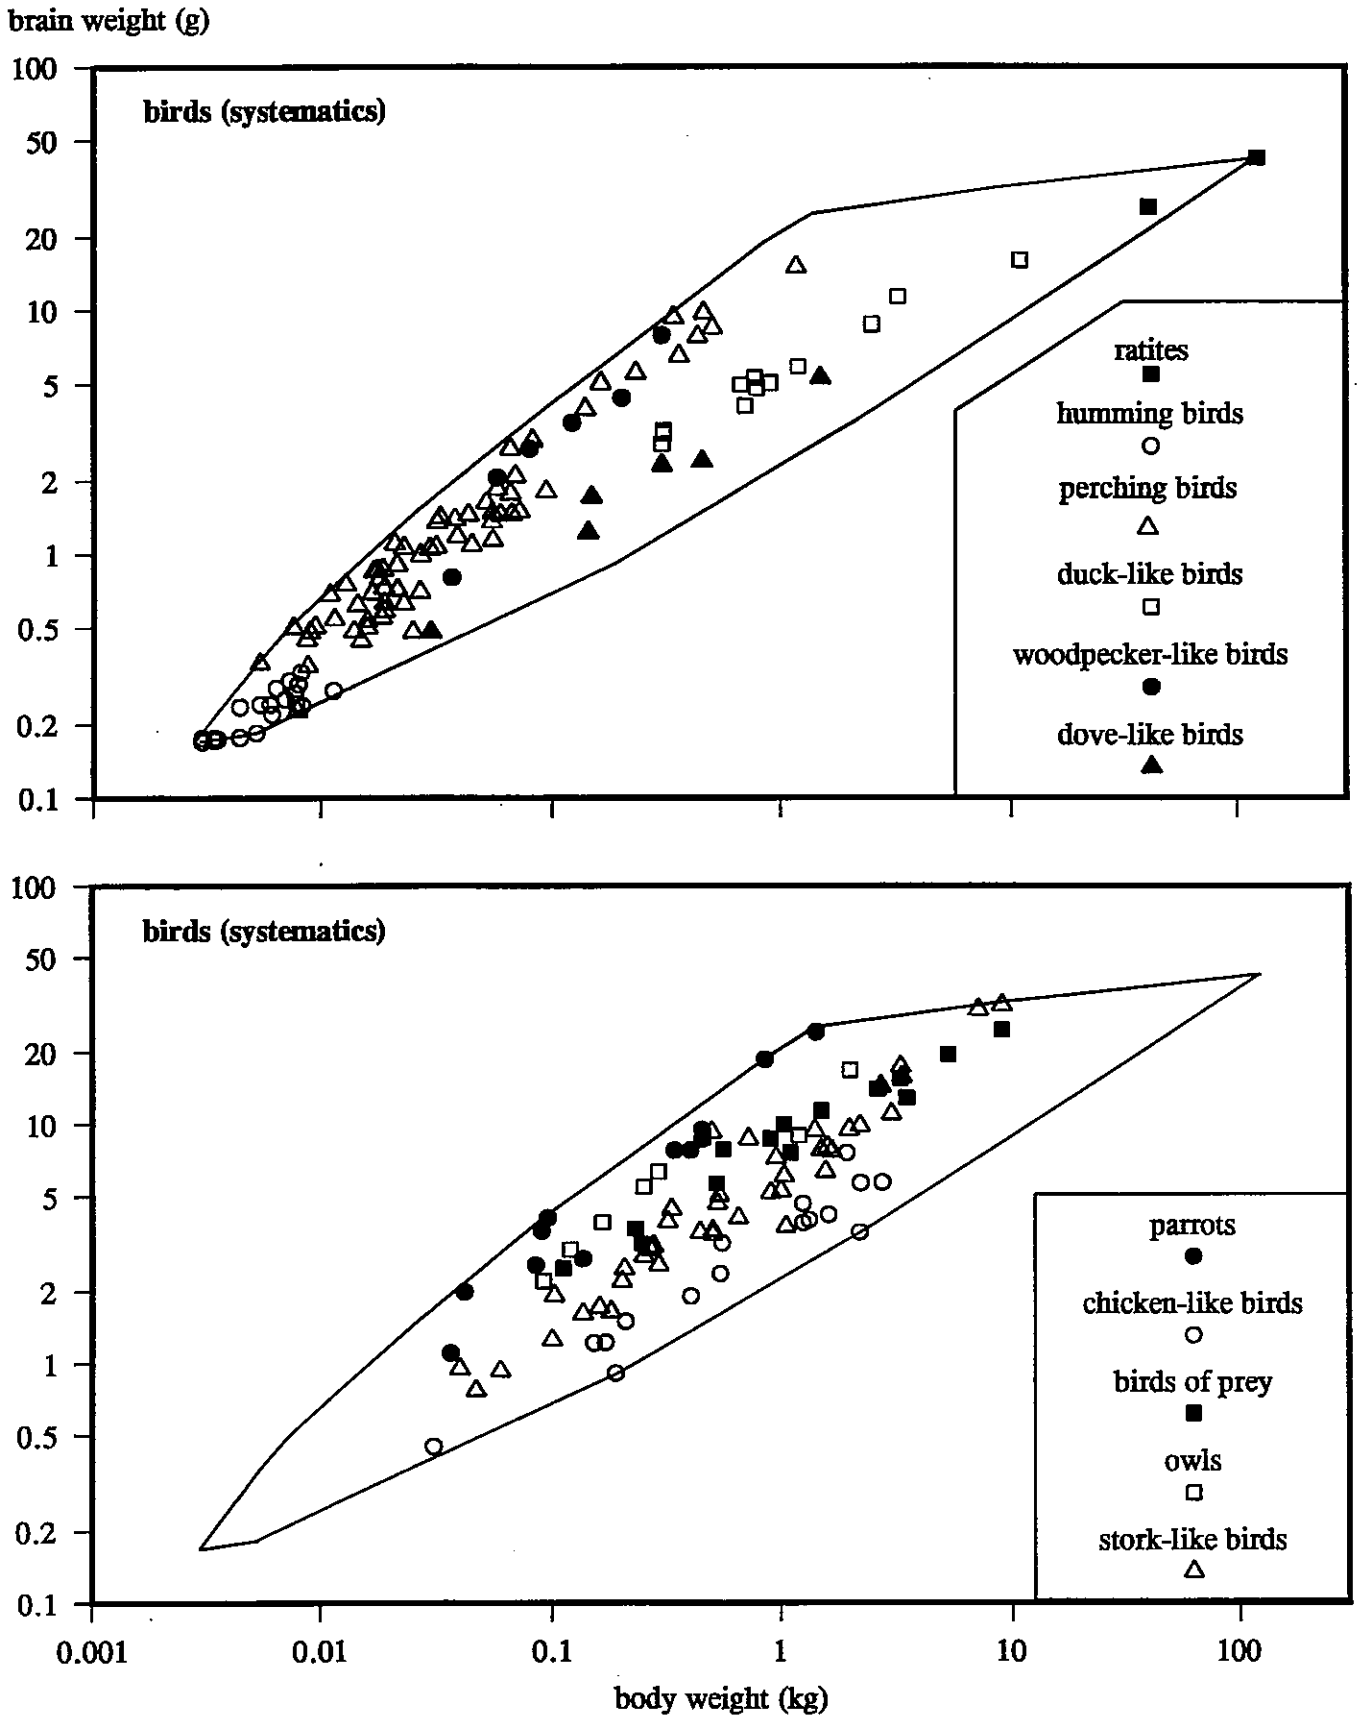 brain weight (g)
100
birds (systematics)
50
20
10
5
2
1
0.5
0.2
0.1
ratites
humming birds
perching birds
duck-like birds
woodpecker-like birds
dove-like birds
100
birds (systematics)
50
20
10
5
2
1
0.5
0.2
0.1
parrots
chicken-like birds
birds of prey
owls
stork-like birds
0.001 0.01 0.1 1 10 100
body weight (kg)